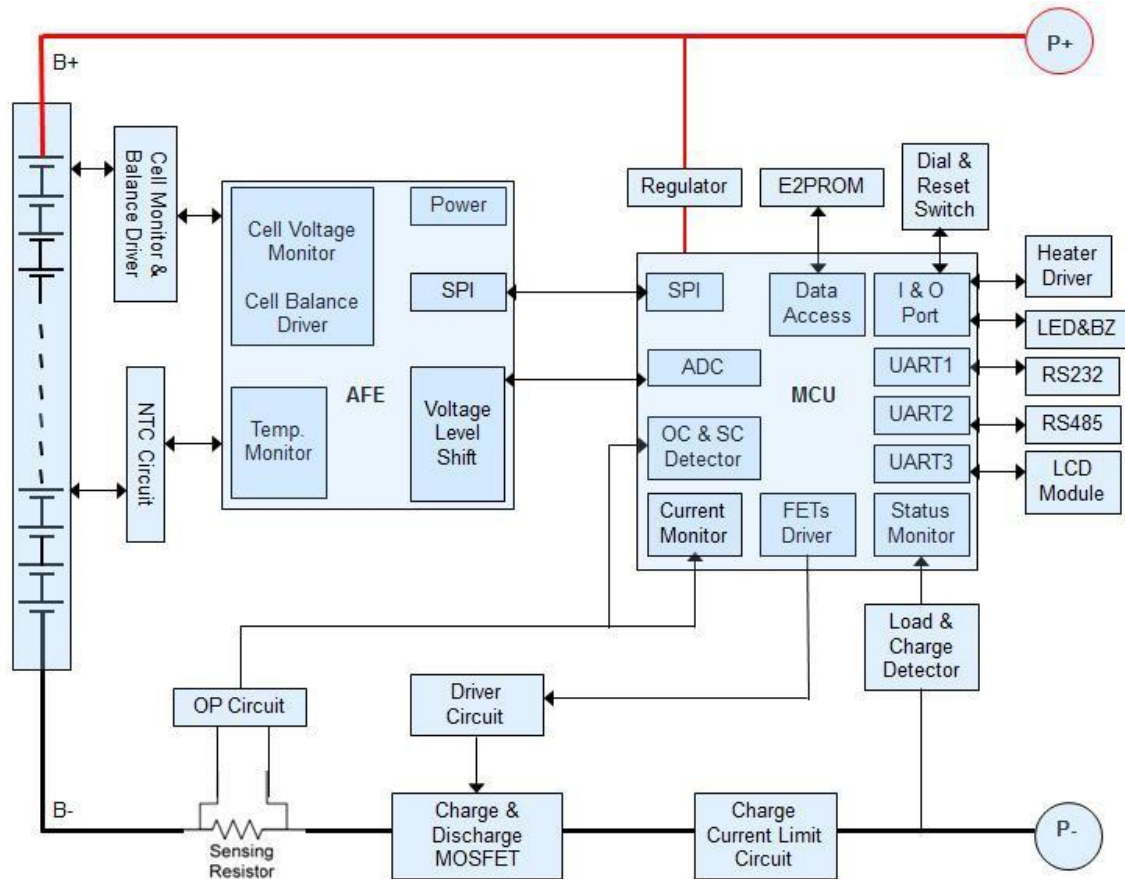 B+
P+
Cell Monitor &
Balance Driver
NTC Circuit
Cell Voltage
Monitor
Cell Balance
Driver
Power
SPI
AFE
Temp.
Monitor
Voltage
Level
Shift
Regulator
E2PROM
Dial &
Reset
Switch
SPI
Data
Access
I & O
Port
ADC
MCU
UART1
OC & SC
Detector
UART2
UART3
Current
Monitor
FETs
Driver
Status
Monitor
Heater
Driver
LED&BZ
RS232
RS485
LCD
Module
Load &
Charge
Detector
OP Circuit
Driver
Circuit
B-
Sensing
Resistor
Charge &
Discharge
MOSFET
Charge
Current Limit
Circuit
P-